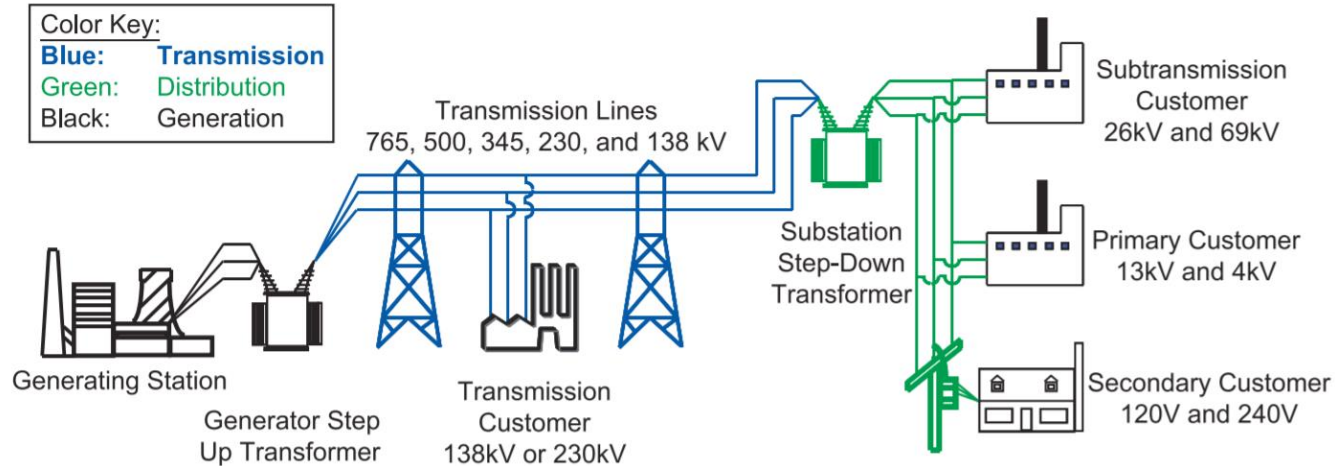 Color Key:
Blue: Transmission
Green: Distribution
Black: Generation
Transmission Lines
765, 500, 345, 230, and 138 kV
Subtransmission
Customer
26kV and 69kV
Substation
Step-Down
Transformer
Primary Customer
13kV and 4kV
Generating Station
Generator Step
Up Transformer
Transmission
Customer
138kV or 230kV
Secondary Customer
120V and 240V